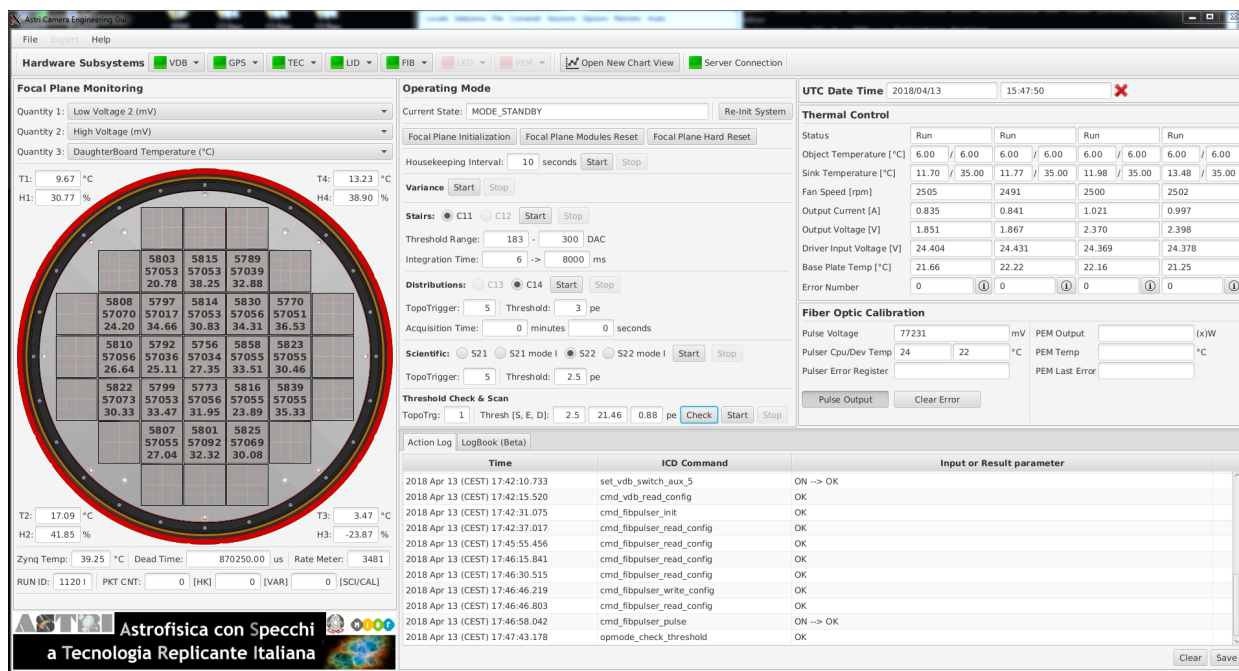 Astri Camera Engineering Gui
File Expert Help
Hardware Subsystems VDB GPS TEC LID FIB LED PEM Open New Chart View Server Connection
Focal Plane Monitoring
Quantity 1: Low Voltage 2 (mV)
Quantity 2: High Voltage (mV)
Quantity 3: DaughterBoard Temperature (°C)
T1: 9.67 °C T4: 13.23 °C
H1: 30.77 % H4: 38.90 %
5803 5815 5789
57053 57053 57039
20.78 38.25 32.88
5808 5797 5814 5830 5770
57070 57017 57053 57056 57051
24.20 34.66 30.83 34.31 36.53
5810 5792 5756 5858 5823
57056 57036 57034 57055 57055
26.64 25.11 27.35 33.51 30.46
5822 5799 5773 5816 5839
57073 57053 57056 57055 57055
30.33 33.47 31.95 23.89 35.33
5807 5801 5825
57055 57092 57069
27.04 32.32 30.08
T2: 17.09 °C T3: 3.47 °C
H2: 41.85 % H3: -23.87 %
Zynq Temp: 39.25 °C Dead Time: 870250.00 us Rate Meter: 3481
RUN ID: 1120 I PKT CNT: 0 [HK] 0 [VAR] 0 [SCI/CAL]
ASTRI Astrofisica con Specchi
a Tecnologia Replicante Italiana
Operating Mode
Current State: MODE_STANDBY Re-Init System
Focal Plane Initialization Focal Plane Modules Reset Focal Plane Hard Reset
Housekeeping Interval: 10 seconds Start Stop
Variance Start Stop
Stairs: C11 C12 Start Stop
Threshold Range: 183 - 300 DAC
Integration Time: 6 -> 8000 ms
Distributions: C13 C14 Start Stop
TopoTrigger: 5 Threshold: 3 pe
Acquisition Time: 0 minutes 0 seconds
Scientific: S21 S21 mode I S22 S22 mode I Start Stop
TopoTrigger: 5 Threshold: 2.5 pe
Threshold Check & Scan
TopoTrg: 1 Thresh [S, E, D]: 2.5 21.46 0.88 pe Check Start Stop
UTC Date Time 2018/04/13 15:47:50
Thermal Control
Status Run Run Run Run
Object Temperature [°C] 6.00 / 6.00 6.00 / 6.00 6.00 / 6.00 6.00 / 6.00
Sink Temperature [°C] 11.70 / 35.00 11.77 / 35.00 11.98 / 35.00 13.48 / 35.00
Fan Speed [rpm] 2505 2491 2500 2502
Output Current [A] 0.835 0.841 1.021 0.997
Output Voltage [V] 1.851 1.867 2.370 2.398
Driver Input Voltage [V] 24.404 24.431 24.369 24.378
Base Plate Temp [°C] 21.66 22.22 22.16 21.25
Error Number 0 0 0 0
Fiber Optic Calibration
Pulse Voltage 77231 mV PEM Output (x)W
Pulser Cpu/Dev Temp 24 22 °C PEM Temp °C
Pulser Error Register PEM Last Error
Pulse Output Clear Error
Action Log LogBook (Beta)
Time ICD Command Input or Result parameter
2018 Apr 13 (CEST) 17:42:10.733 set_vdb_switch_aux_5 ON --> OK
2018 Apr 13 (CEST) 17:42:15.520 cmd_vdb_read_config OK
2018 Apr 13 (CEST) 17:42:31.075 cmd_fibpulser_init OK
2018 Apr 13 (CEST) 17:42:37.017 cmd_fibpulser_read_config OK
2018 Apr 13 (CEST) 17:45:55.456 cmd_fibpulser_read_config OK
2018 Apr 13 (CEST) 17:46:15.841 cmd_fibpulser_read_config OK
2018 Apr 13 (CEST) 17:46:30.515 cmd_fibpulser_read_config OK
2018 Apr 13 (CEST) 17:46:46.219 cmd_fibpulser_write_config OK
2018 Apr 13 (CEST) 17:46:46.803 cmd_fibpulser_read_config OK
2018 Apr 13 (CEST) 17:46:58.042 cmd_fibpulser_pulse ON --> OK
2018 Apr 13 (CEST) 17:47:43.178 opmode_check_threshold OK
Clear Save